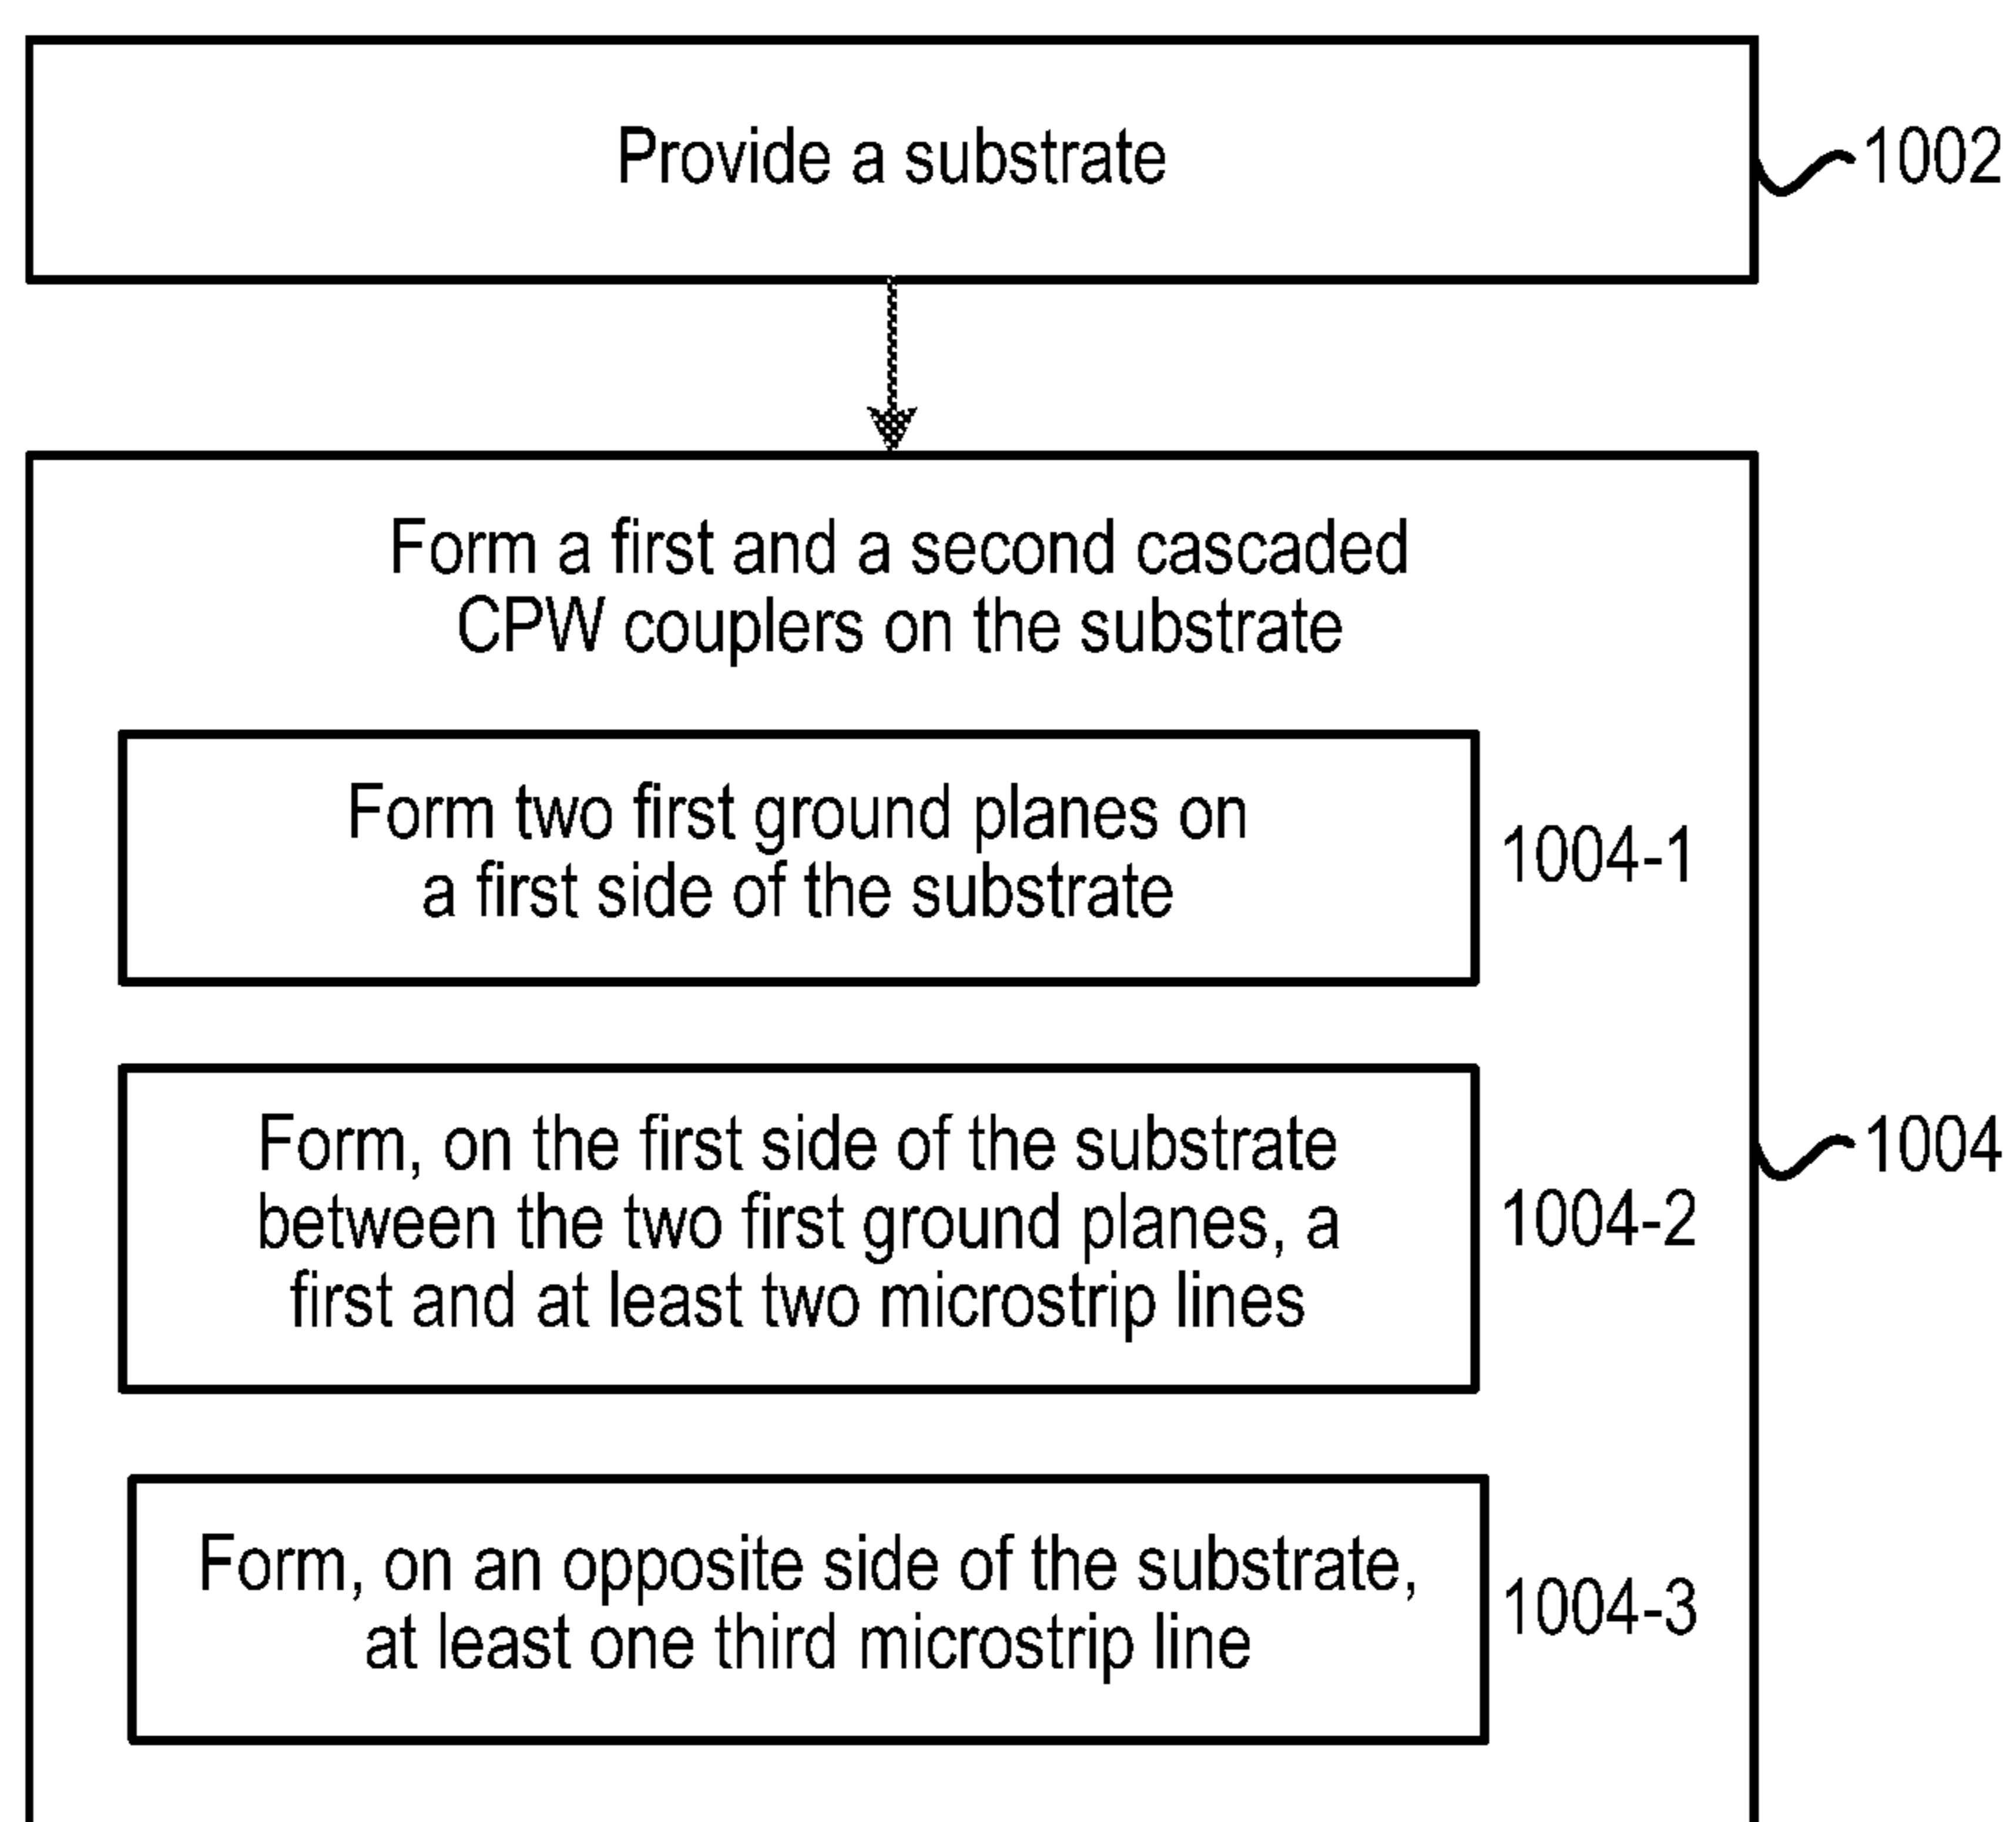 Provide a substrate
1002
Form a first and a second cascaded
CPW couplers on the substrate
Form two first ground planes on
a first side of the substrate
1004-1
Form, on the first side of the substrate
between the two first ground planes, a
first and at least two microstrip lines
1004-2
1004
Form, on an opposite side of the substrate,
at least one third microstrip line
1004-3